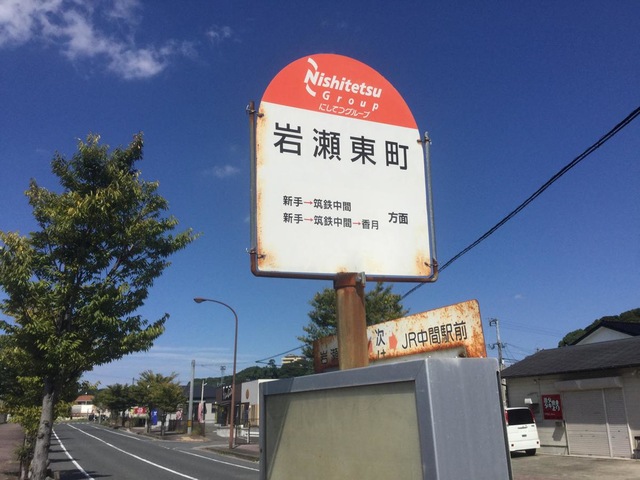 Nishitetsu
Group
にしてつグループ
岩瀬東町
新手→筑鉄中間
新手→筑鉄中間→香月
方面
次は
JR中間駅前